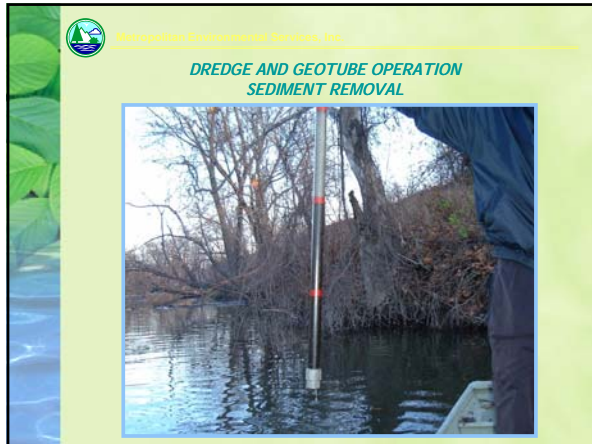 Metropolitan Environmental Services, Inc.
DREDGE AND GEOTUBE OPERATION
SEDIMENT REMOVAL